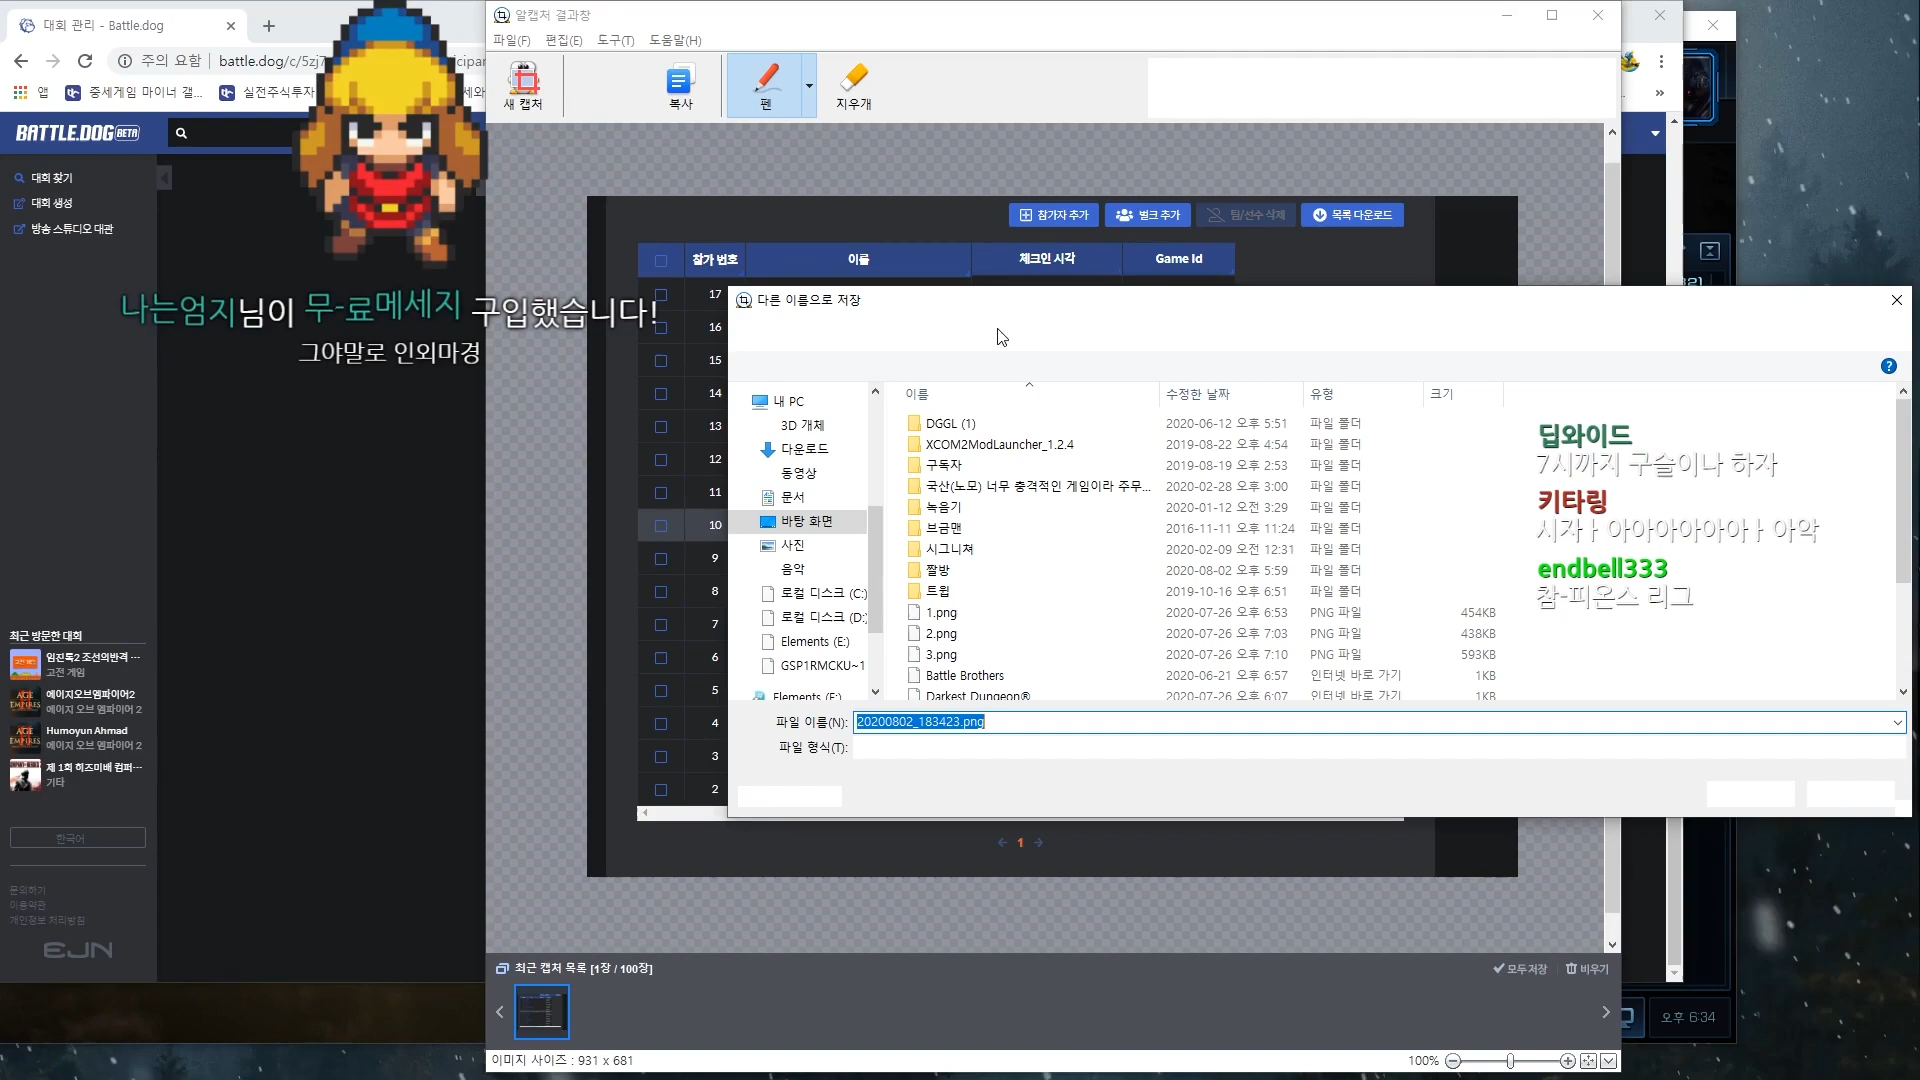 대회 관리 - Battle.dog
주의 요함
battle.dog/c/5zj7
앱
중세게임 마이너 갤...
실전주식투자
BATTLE.DOG BETA
대회 찾기
대회 생성
방송 스튜디오 대관
나는엄지님이 무-료메세지 구입했습니다!
그야말로 인외마경
최근 방문한 대회
임진록2 조선의반격 ...
고전 게임
에이지오브엠파이어2
에이지 오브 엠파이어 2
Humoyun Ahmad
에이지 오브 엠파이어 2
제 1회 히즈미배 컴퍼...
기타
한국어
문의하기
이용약관
개인정보 처리방침
EJN
알캡처 결과창
파일(F)
편집(E)
도구(T)
도움말(H)
새 캡처
복사
펜
지우개
참가자 추가
벌크 추가
팀/선수 삭제
목록 다운로드
참가 번호
이름
체크인 시각
Game Id
17
16
15
14
13
12
11
10
9
8
7
6
5
4
3
2
1
다른 이름으로 저장
내 PC
3D 개체
다운로드
동영상
문서
바탕 화면
사진
음악
로컬 디스크 (C:)
로컬 디스크 (D:)
Elements (E:)
GSP1RMCKU~1
Elements (E:)
이름
수정한 날짜
유형
크기
DGGL (1) 2020-06-12 오후 5:51 파일 폴더
XCOM2ModLauncher_1.2.4 2019-08-22 오후 4:54 파일 폴더
구독자 2019-08-19 오후 2:53 파일 폴더
국산(노모) 너무 충격적인 게임이라 주무... 2020-02-28 오후 3:00 파일 폴더
녹음기 2020-01-12 오전 3:29 파일 폴더
브금맨 2016-11-11 오후 11:24 파일 폴더
시그니쳐 2020-02-09 오전 12:31 파일 폴더
짤방 2020-08-02 오후 5:59 파일 폴더
트윕 2019-10-16 오후 6:51 파일 폴더
1.png 2020-07-26 오후 6:53 PNG 파일 454KB
2.png 2020-07-26 오후 7:03 PNG 파일 438KB
3.png 2020-07-26 오후 7:10 PNG 파일 593KB
Battle Brothers 2020-06-21 오후 6:57 인터넷 바로 가기 1KB
Darkest Dungeon® 2020-07-26 오후 6:07 인터넷 바로 가기 1KB
파일 이름(N): 20200802_183423.png
파일 형식(T):
딥와이드
7시까지 구슬이나 하자
키타링
시자ㅏ 아아아아아아ㅏ 아악
endbell333
참-피온스 리그
최근 캡처 목록 [1장 / 100장]
모두저장
비우기
이미지 사이즈 : 931 x 681
100%
오후 6:34